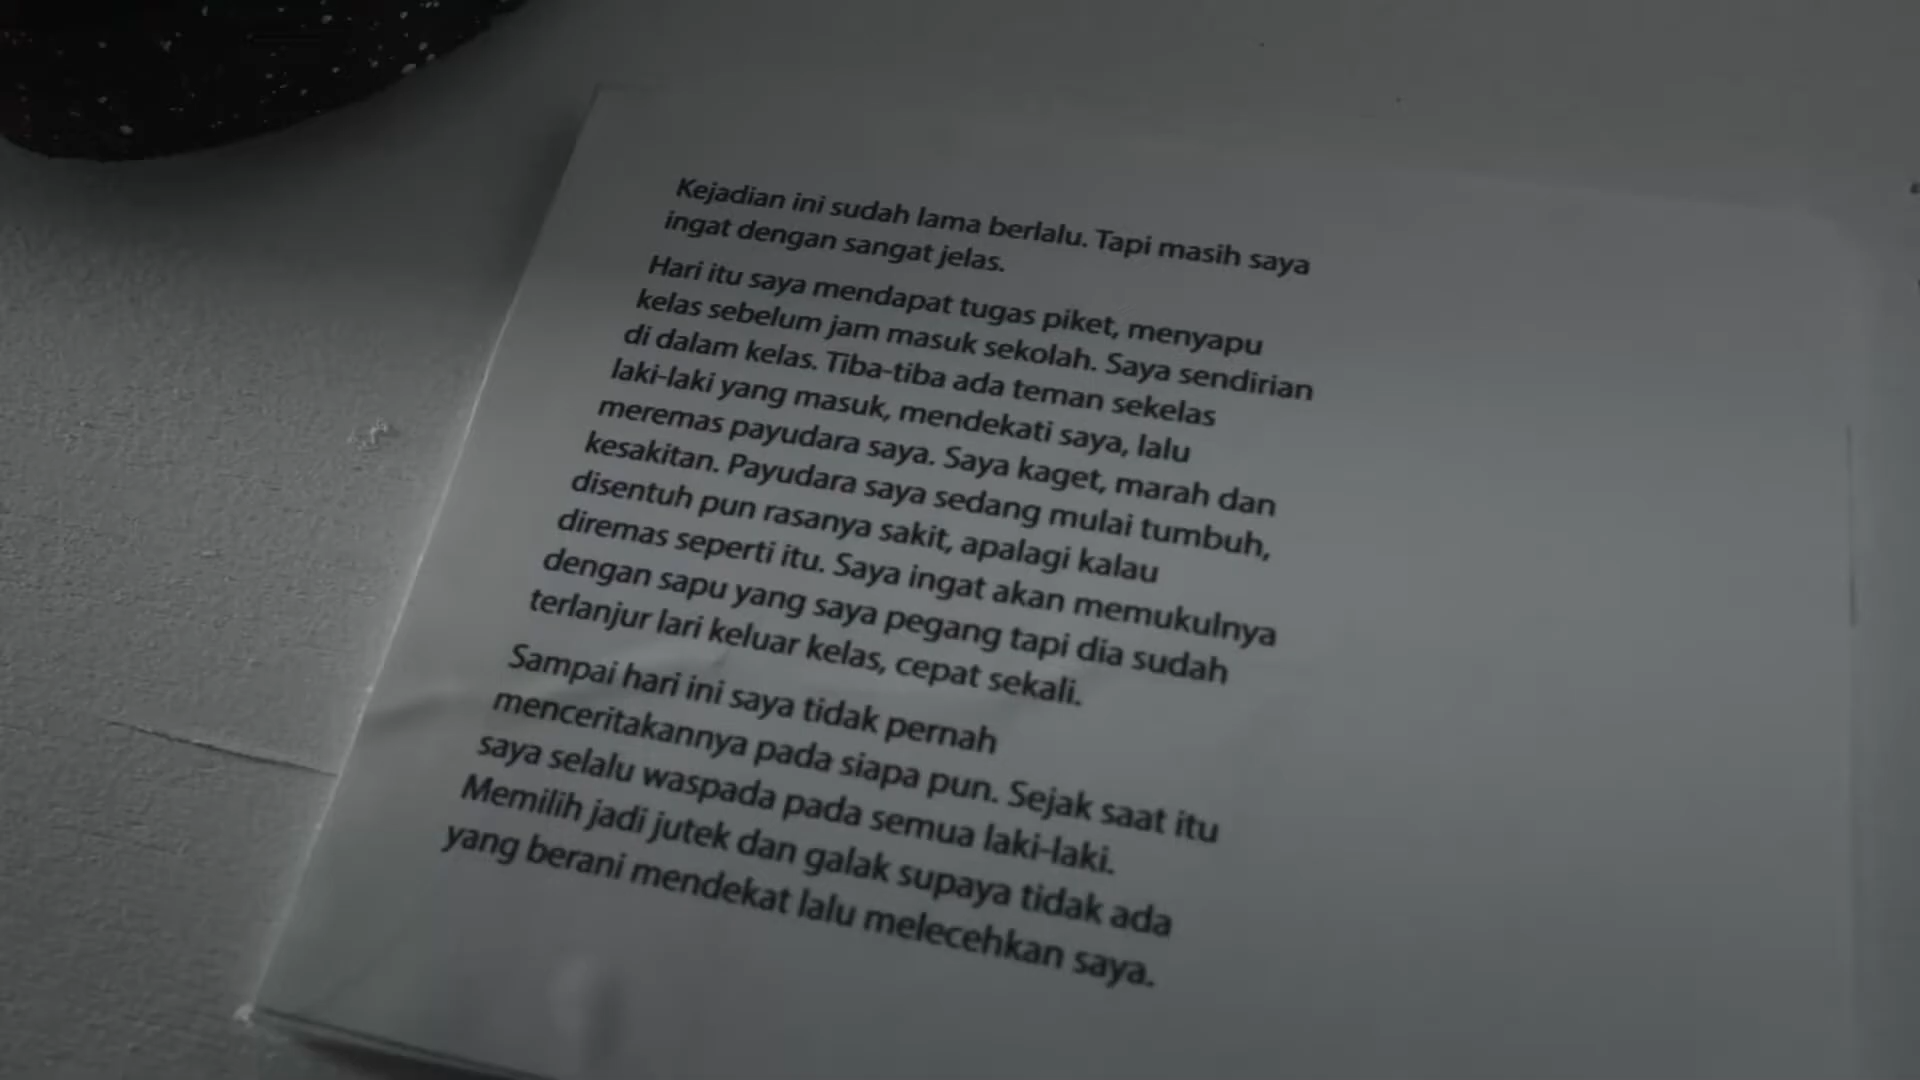 Kejadian ini sudah lama berlalu. Tapi masih saya
ingat dengan sangat jelas.
Hari itu saya mendapat tugas piket, menyapu
kelas sebelum jam masuk sekolah. Saya sendirian
di dalam kelas. Tiba-tiba ada teman sekelas
laki-laki yang masuk, mendekati saya, lalu
meremas payudara saya. Saya kaget, marah dan
kesakitan. Payudara saya sedang mulai tumbuh,
disentuh pun rasanya sakit, apalagi kalau
diremas seperti itu. Saya ingat akan memukulnya
dengan sapu yang saya pegang tapi dia sudah
terlanjur lari keluar kelas, cepat sekali.
Sampai hari ini saya tidak pernah
menceritakannya pada siapa pun. Sejak saat itu
saya selalu waspada pada semua laki-laki.
Memilih jadi jutek dan galak supaya tidak ada
yang berani mendekat lalu melecehkan saya.